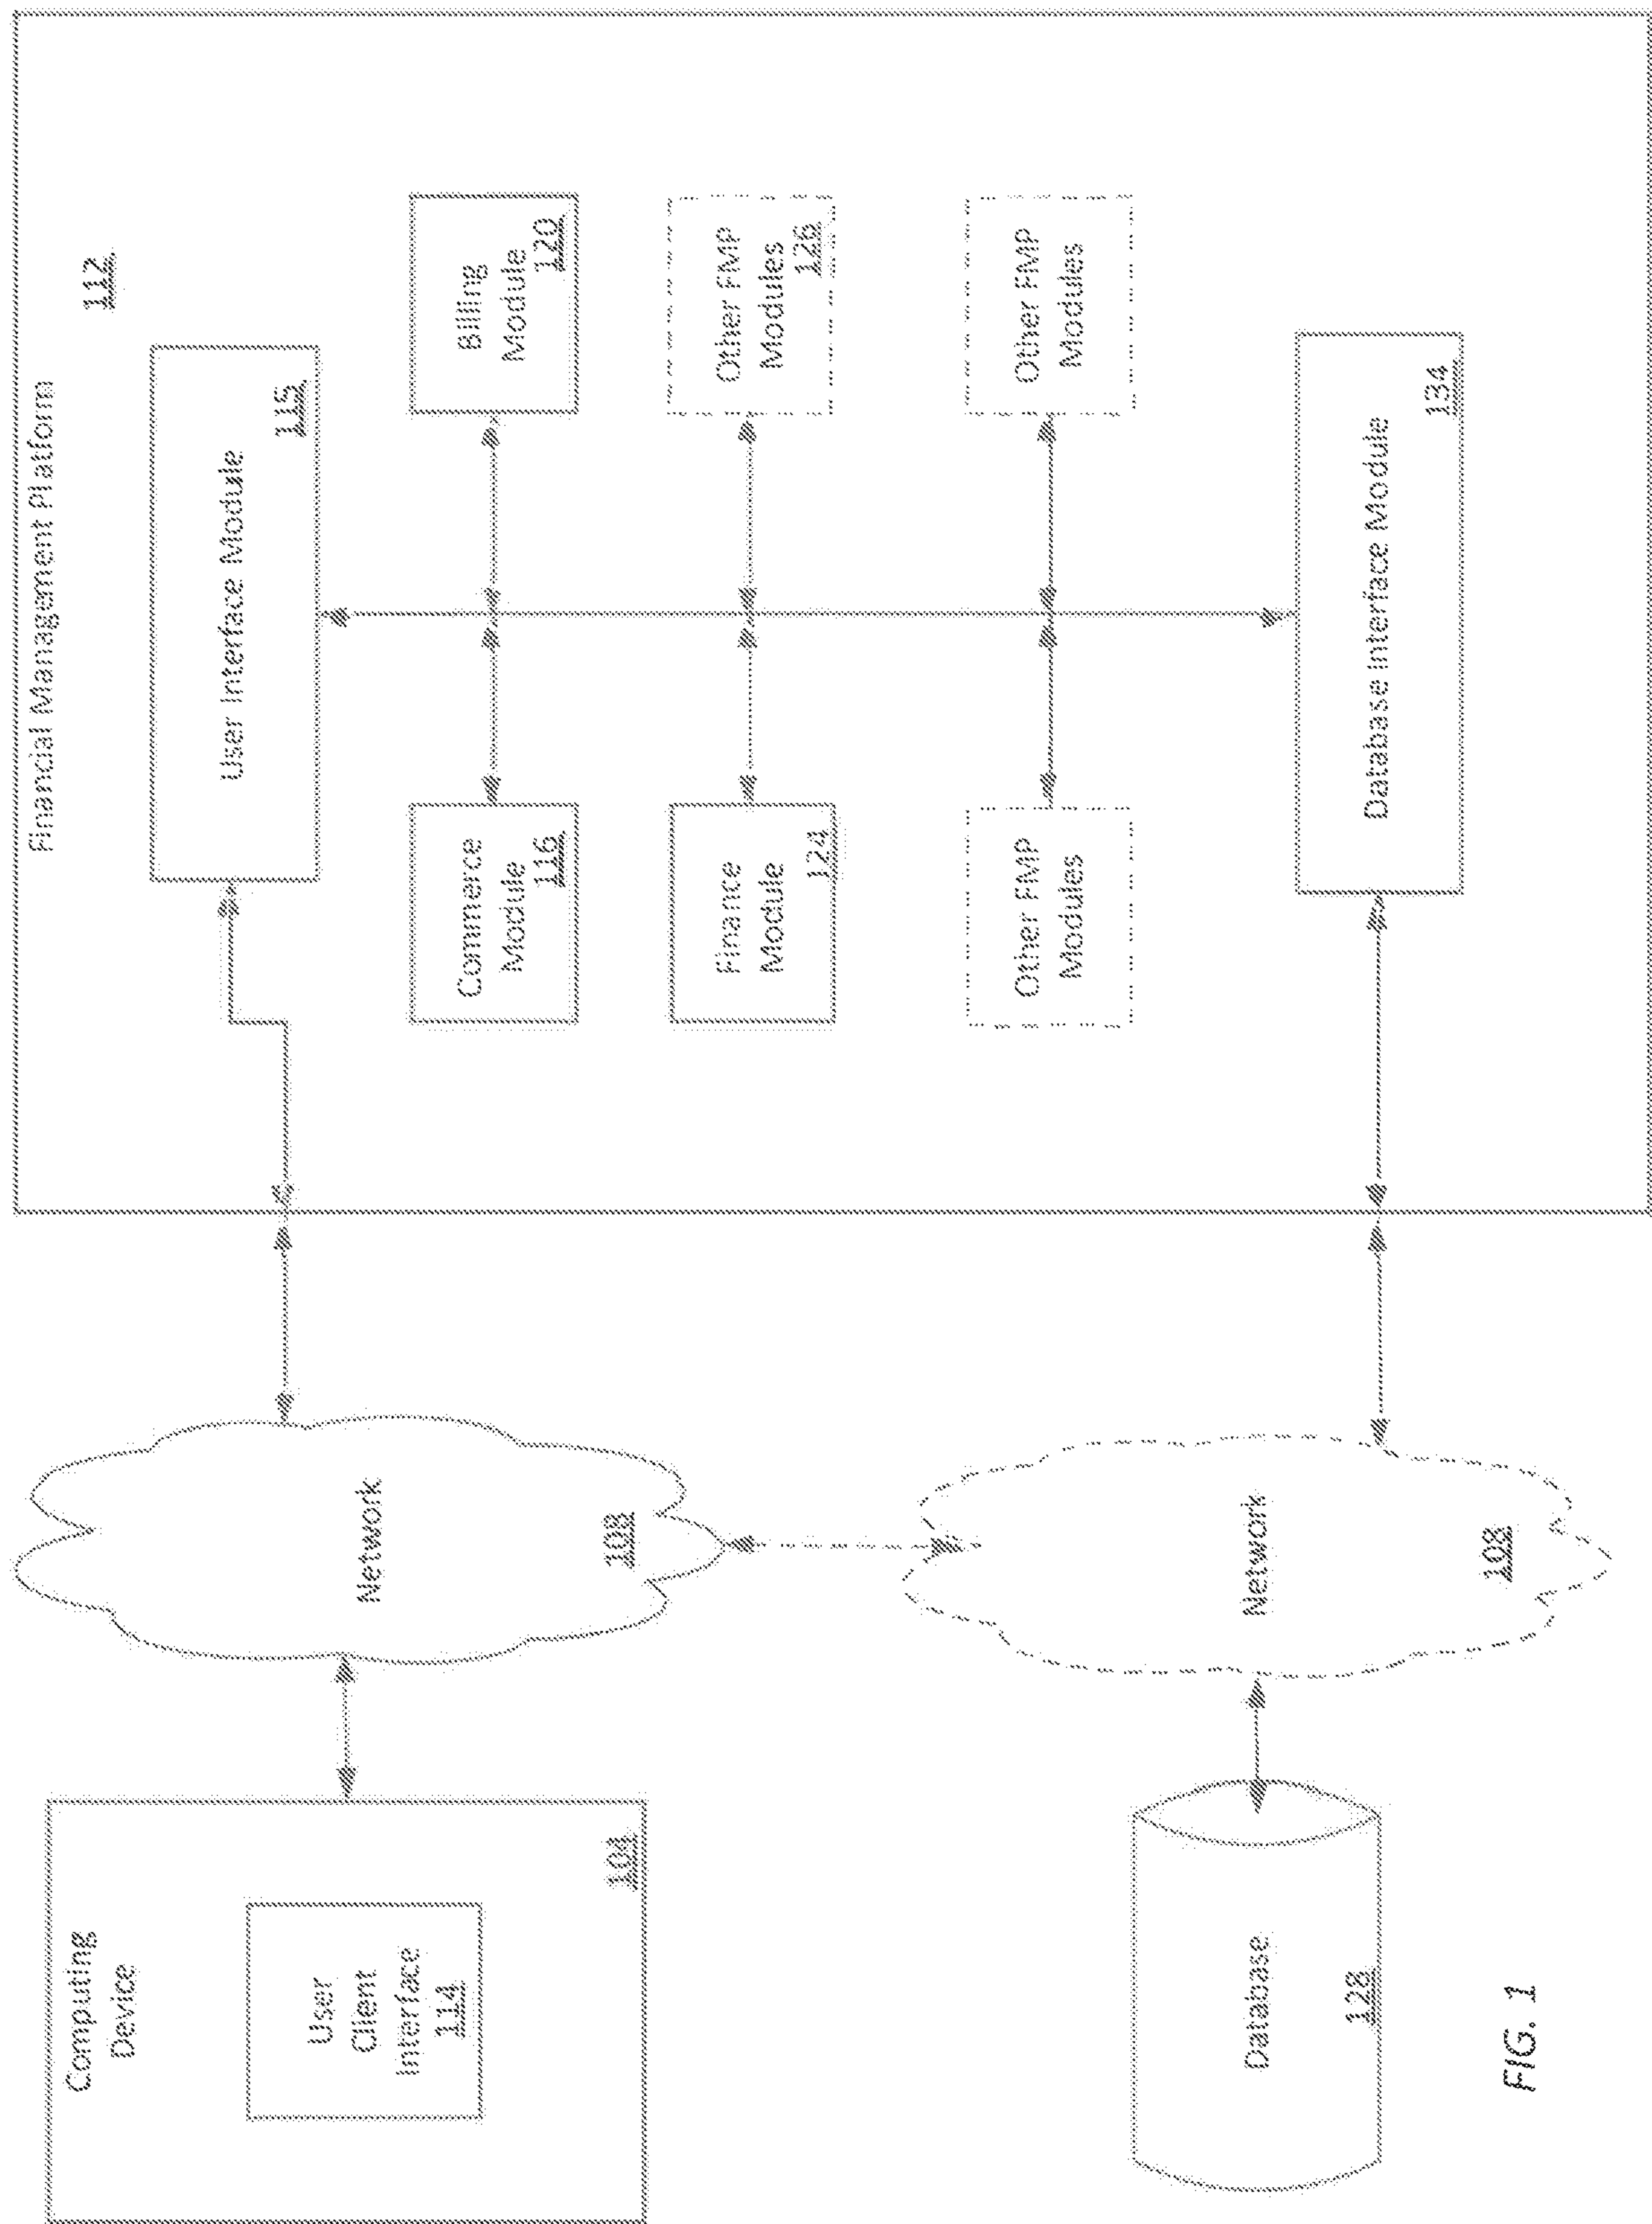 Computing
Device
User
Client
Interface
114
104
Network
108
Financial Management Platform
112
User Interface Module
115
Commerce
Module
116
Billing
Module
120
Finance
Module
124
Other FMP
Modules
126
Other FMP
Modules
Other FMP
Modules
Database Interface Module
134
Network
108
Database
128
FIG. 1